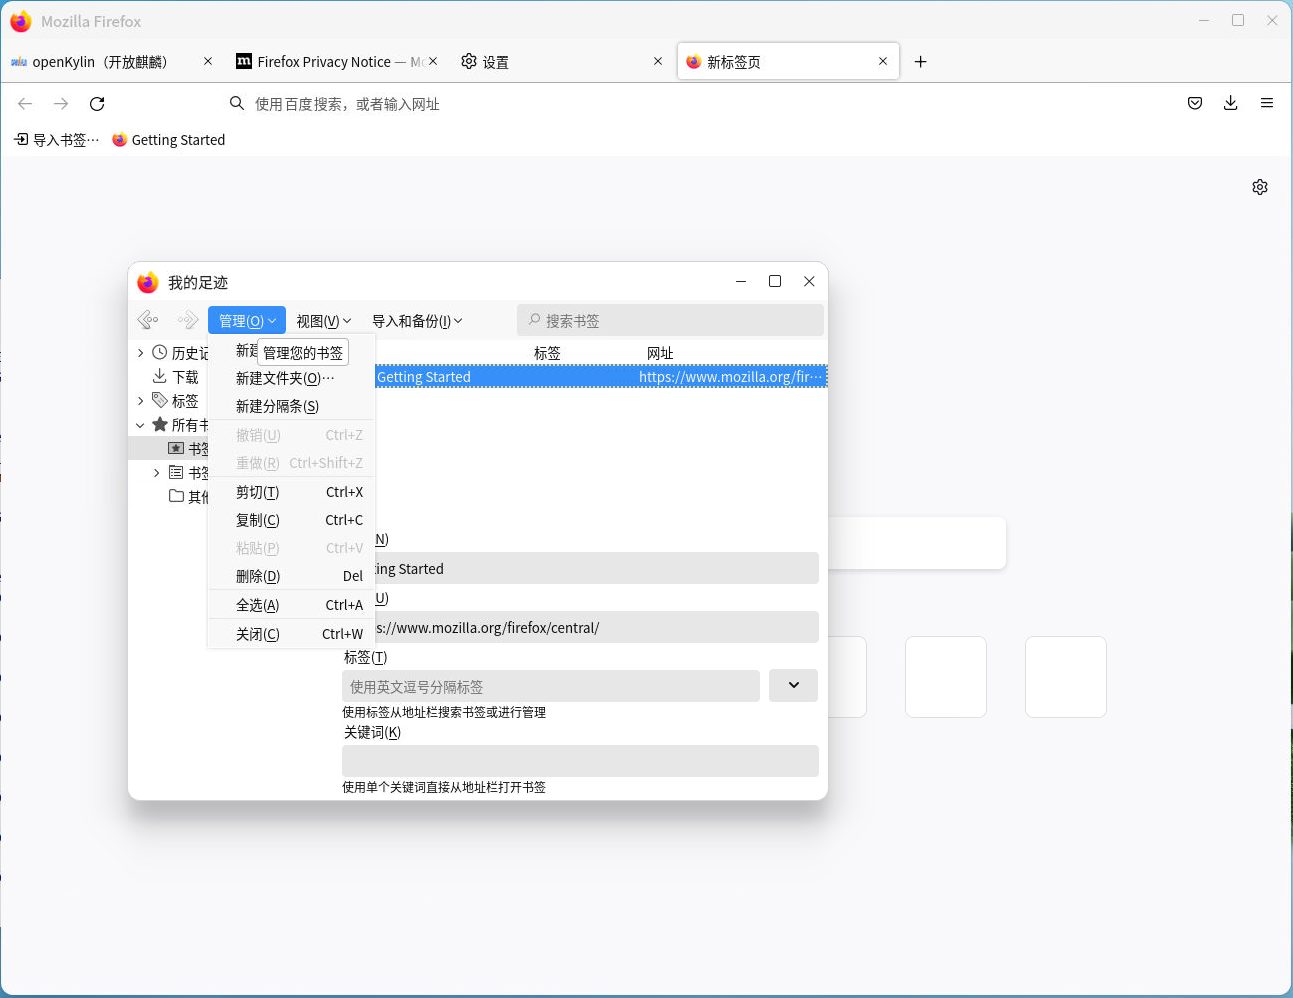 Mozilla Firefox
openKylin（开放麒麟）
Firefox Privacy Notice — Mo
设置
新标签页
使用百度搜索，或者输入网址
导入书签…
Getting Started
我的足迹
管理(O)
视图(V)
导入和备份(I)
搜索书签
历史记
下载
标签
所有书
书签
书签
其他
新建
管理您的书签
新建文件夹(O)…
新建分隔条(S)
撤销(U) Ctrl+Z
重做(R) Ctrl+Shift+Z
剪切(T) Ctrl+X
复制(C) Ctrl+C
粘贴(P) Ctrl+V
删除(D) Del
全选(A) Ctrl+A
关闭(C) Ctrl+W
标签
网址
Getting Started
https://www.mozilla.org/fir…
N)
ting Started
U)
s://www.mozilla.org/firefox/central/
标签(T)
使用英文逗号分隔标签
使用标签从地址栏搜索书签或进行管理
关键词(K)
使用单个关键词直接从地址栏打开书签